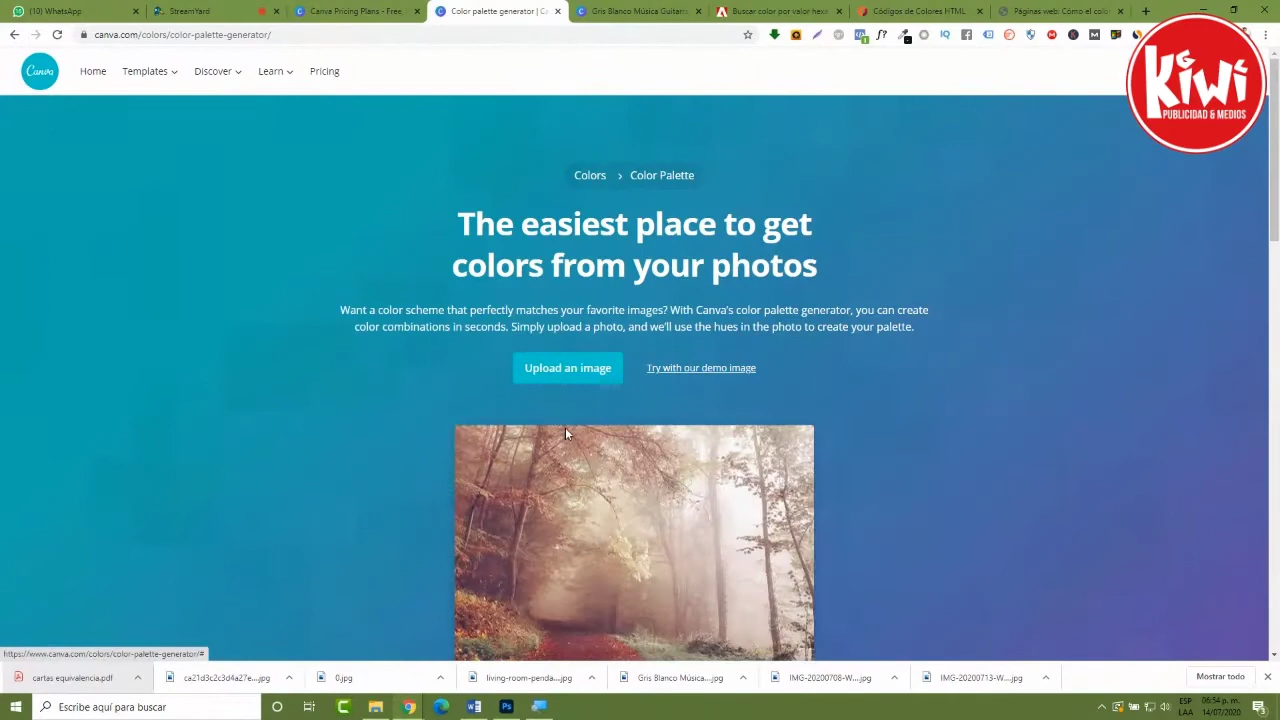 (10) WhatsApp
StreamYard
Canva Pricing Plans - Free,
Color palette generator | C
Gris Blanco Música Guitarra
Buscar color por valor hexa
Códigos de Colores HTML
Páginas web: Cómo el colo
canva.com/colors/color-palette-generator/
Canva
Home
Templates
Discover
Learn
Pricing
KIWI
PUBLICIDAD & MEDIOS
Colors › Color Palette
The easiest place to get
colors from your photos
Want a color scheme that perfectly matches your favorite images? With Canva's color palette generator, you can create
color combinations in seconds. Simply upload a photo, and we'll use the hues in the photo to create your palette.
Upload an image
Try with our demo image
https://www.canva.com/colors/color-palette-generator/#
cartas equivalencia.pdf
ca21d3c2c3d4a27e....jpg
0.jpg
living-room-penda....jpg
Gris Blanco Música....jpg
IMG-20200708-W....jpg
IMG-20200713-W....jpg
Mostrar todo
Escribe aquí para buscar
ESP
LAA
06:54 p. m.
14/07/2020